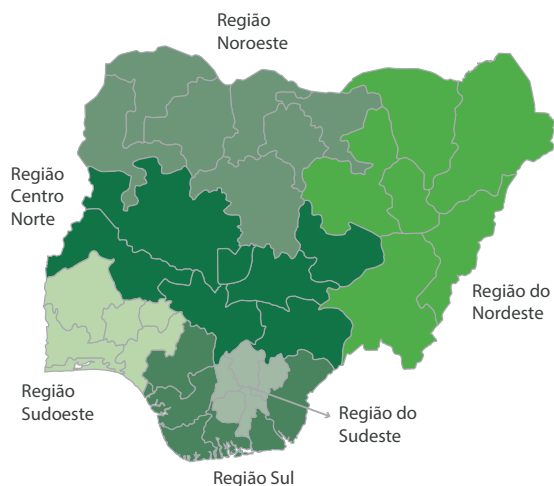 Região
Noroeste
Região
Centro
Norte
Região do
Nordeste
Região
Sudoeste
Região do
Sudeste
Região Sul